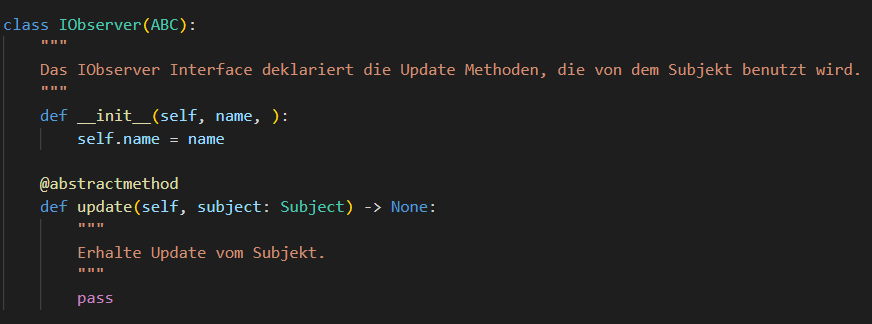 class IObserver(ABC):
"""
Das IObserver Interface deklariert die Update Methoden, die von dem Subjekt benutzt wird.
"""
def __init__(self, name, ):
self.name = name
@abstractmethod
def update(self, subject: Subject) -> None:
"""
Erhalte Update vom Subjekt.
"""
pass